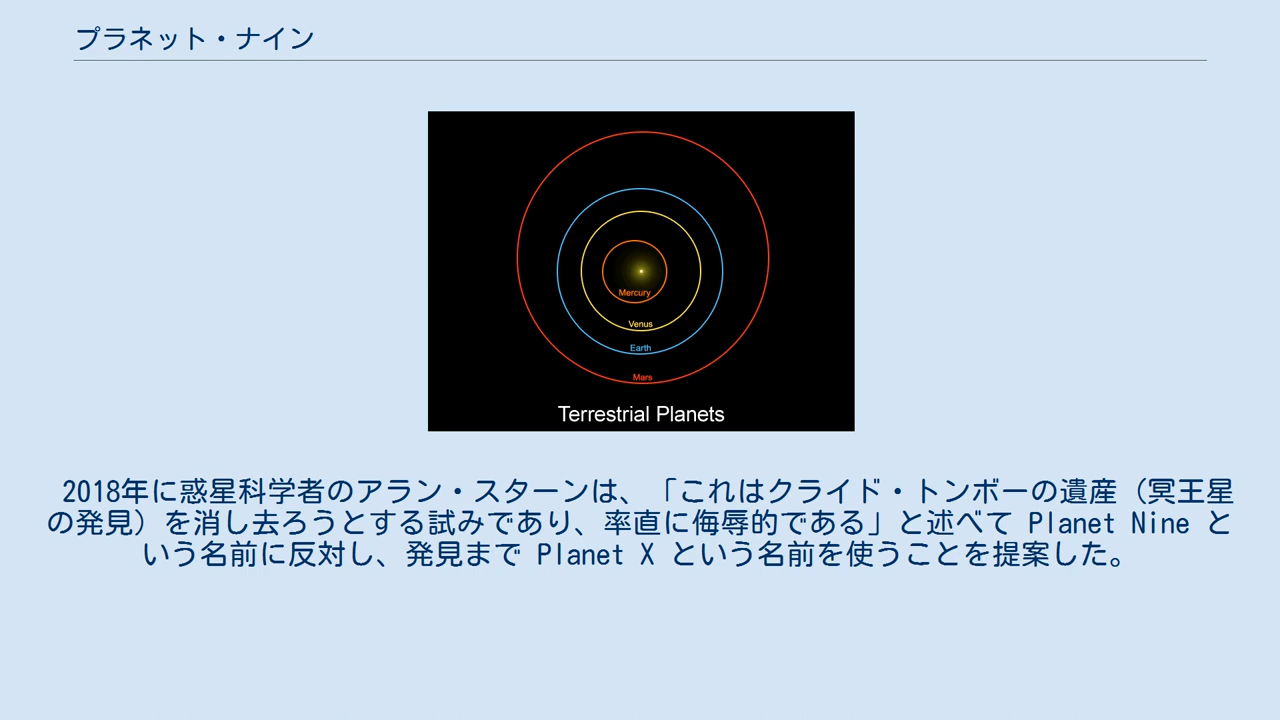 プラネット・ナイン
Mercury
Venus
Earth
Mars
Terrestrial Planets
2018年に惑星科学者のアラン・スターンは、「これはクライド・トンボーの遺産（冥王星
の発見）を消し去ろうとする試みであり、率直に侮辱的である」と述べて Planet Nine と
いう名前に反対し、発見まで Planet X という名前を使うことを提案した。